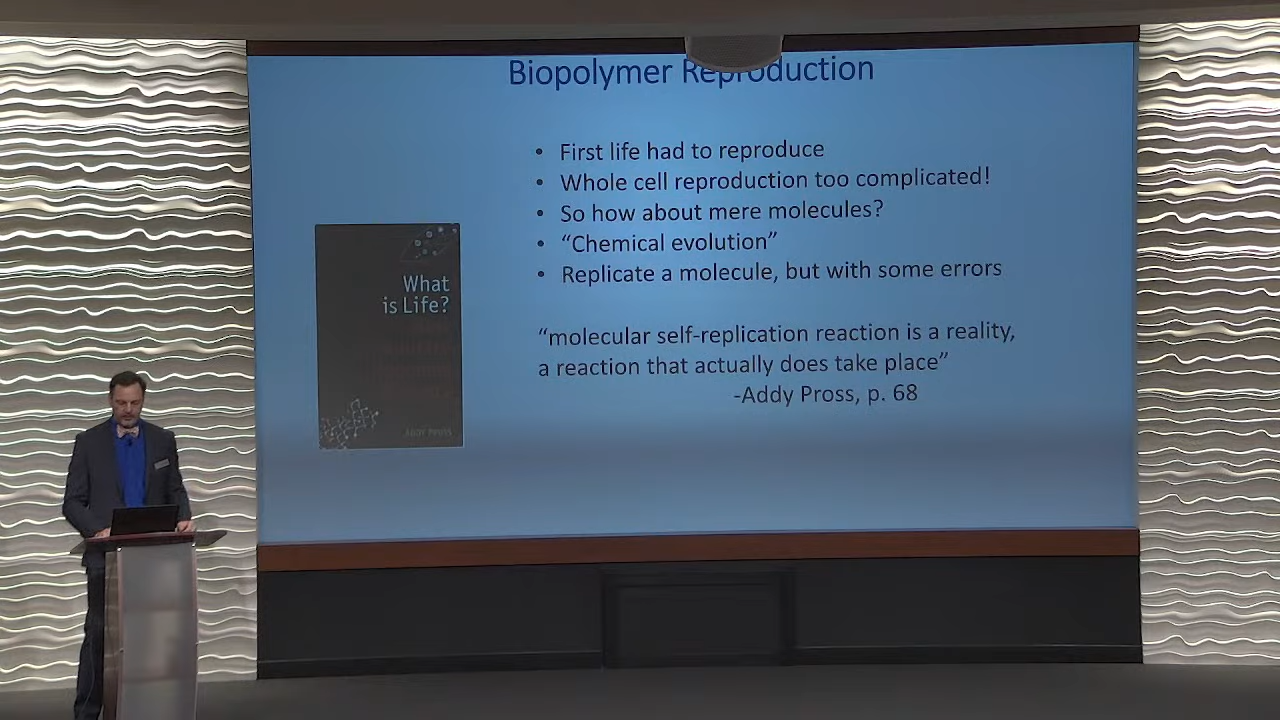 Biopolymer Reproduction
• First life had to reproduce
• Whole cell reproduction too complicated!
• So how about mere molecules?
• “Chemical evolution”
• Replicate a molecule, but with some errors
What
is Life?
ADDY PROSS
“molecular self-replication reaction is a reality,
a reaction that actually does take place”
-Addy Pross, p. 68